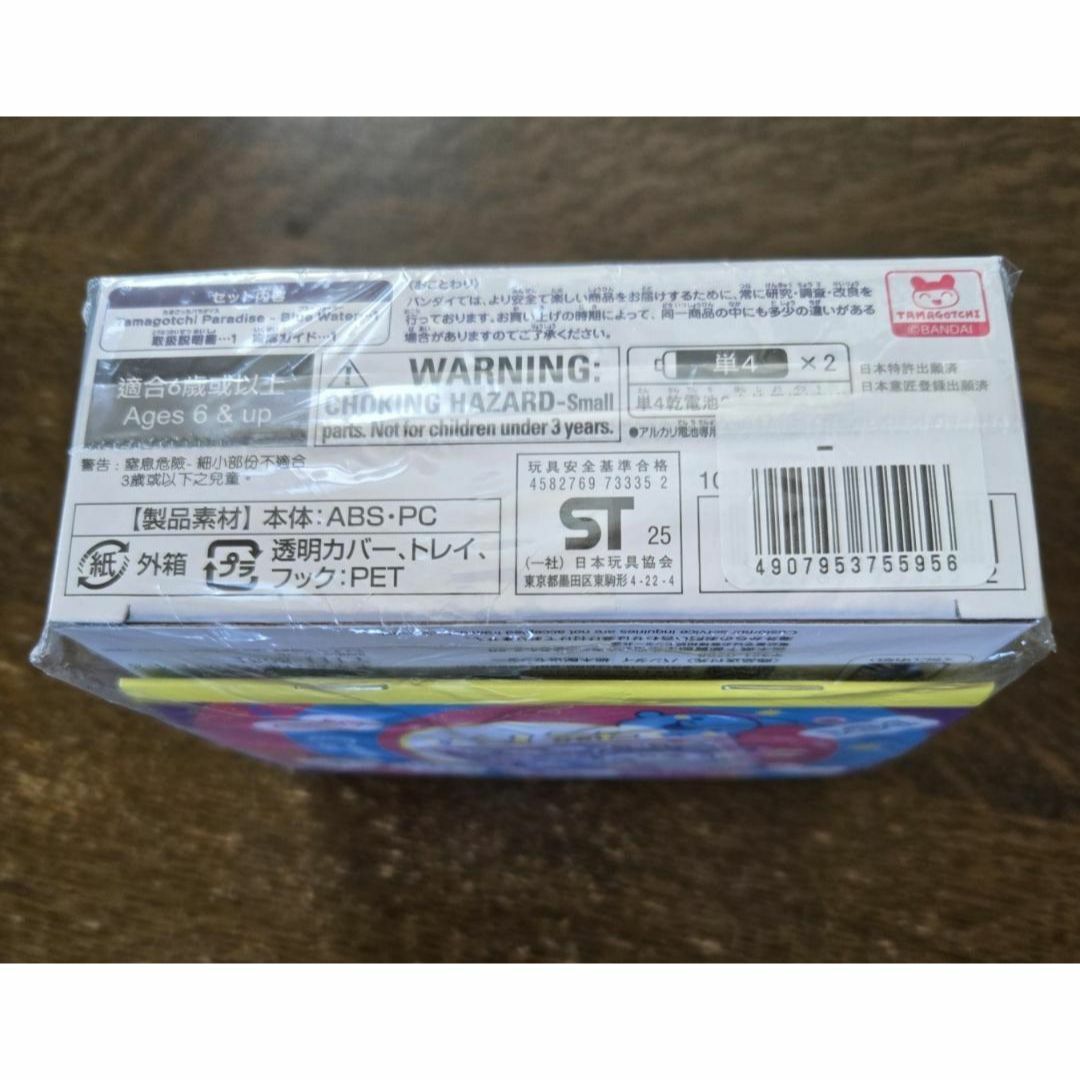 セット内容
Tamagotchi Paradise - Blue Water…1
取扱説明書…1
〈おことわり〉
バンダイでは、より安全で楽しい商品をお届けするために、常に研究・調査・改良を
行っております。お買い上げの時期によって、同一商品の中にも多少の違いがある
場合がありますのでご了承ください。
TAMAGOTCHI
©BANDAI
適合6歳或以上
Ages 6 & up
WARNING:
CHOKING HAZARD-Small
parts. Not for children under 3 years.
単4 ×2
単4乾電池
●アルカリ電池専用
日本特許出願済
日本意匠登録出願済
警告：窒息危險- 細小部份不適合
3歲或以下之兒童。
【製品素材】本体：ABS・PC
紙 外箱
プラ 透明カバー、トレイ、
フック：PET
玩具安全基準合格
4582769 73335 2
ST 25
(一社) 日本玩具協会
東京都墨田区東駒形4-22-4
10
4907953755956
2